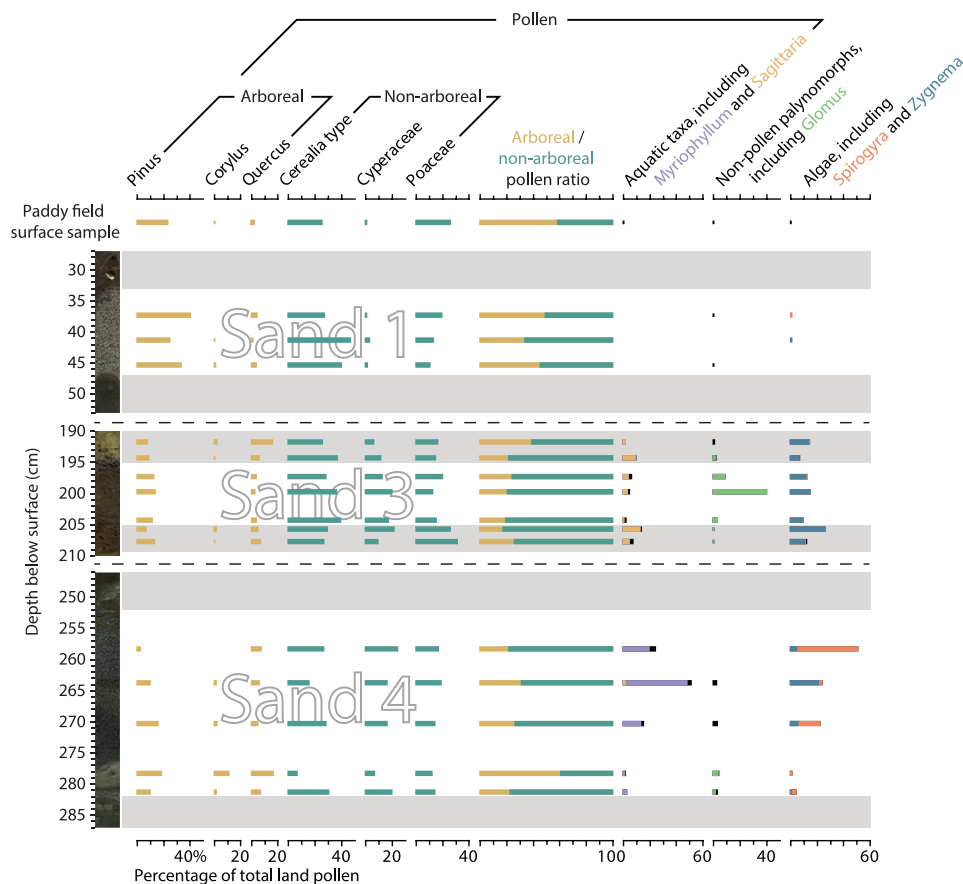 Pollen
Arboreal
Non-arboreal
Pinus
Corylus
Quercus
Cerealia type
Cyperaceae
Poaceae
Arboreal /
non-arboreal
pollen ratio
Aquatic taxa, including
Myriophyllum and Sagittaria
Non-pollen palynomorphs,
including Glomus
Algae, including
Spirogyra and Zygnema
Paddy field
surface sample
30
35
40
45
50
Sand 1
190
195
200
205
210
Sand 3
250
255
260
265
270
275
280
285
Sand 4
Depth below surface (cm)
40%
20
20
40
20
40
100
60
40
60
Percentage of total land pollen